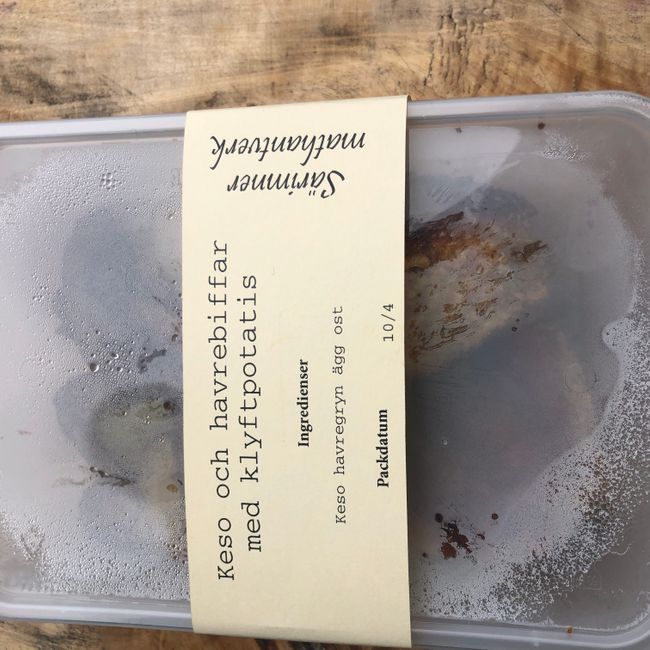 Särimner
mathantverk
Keso och havrebiffar
med klyftpotatis
Ingredienser
Keso havregryn ägg ost
Packdatum
10/4